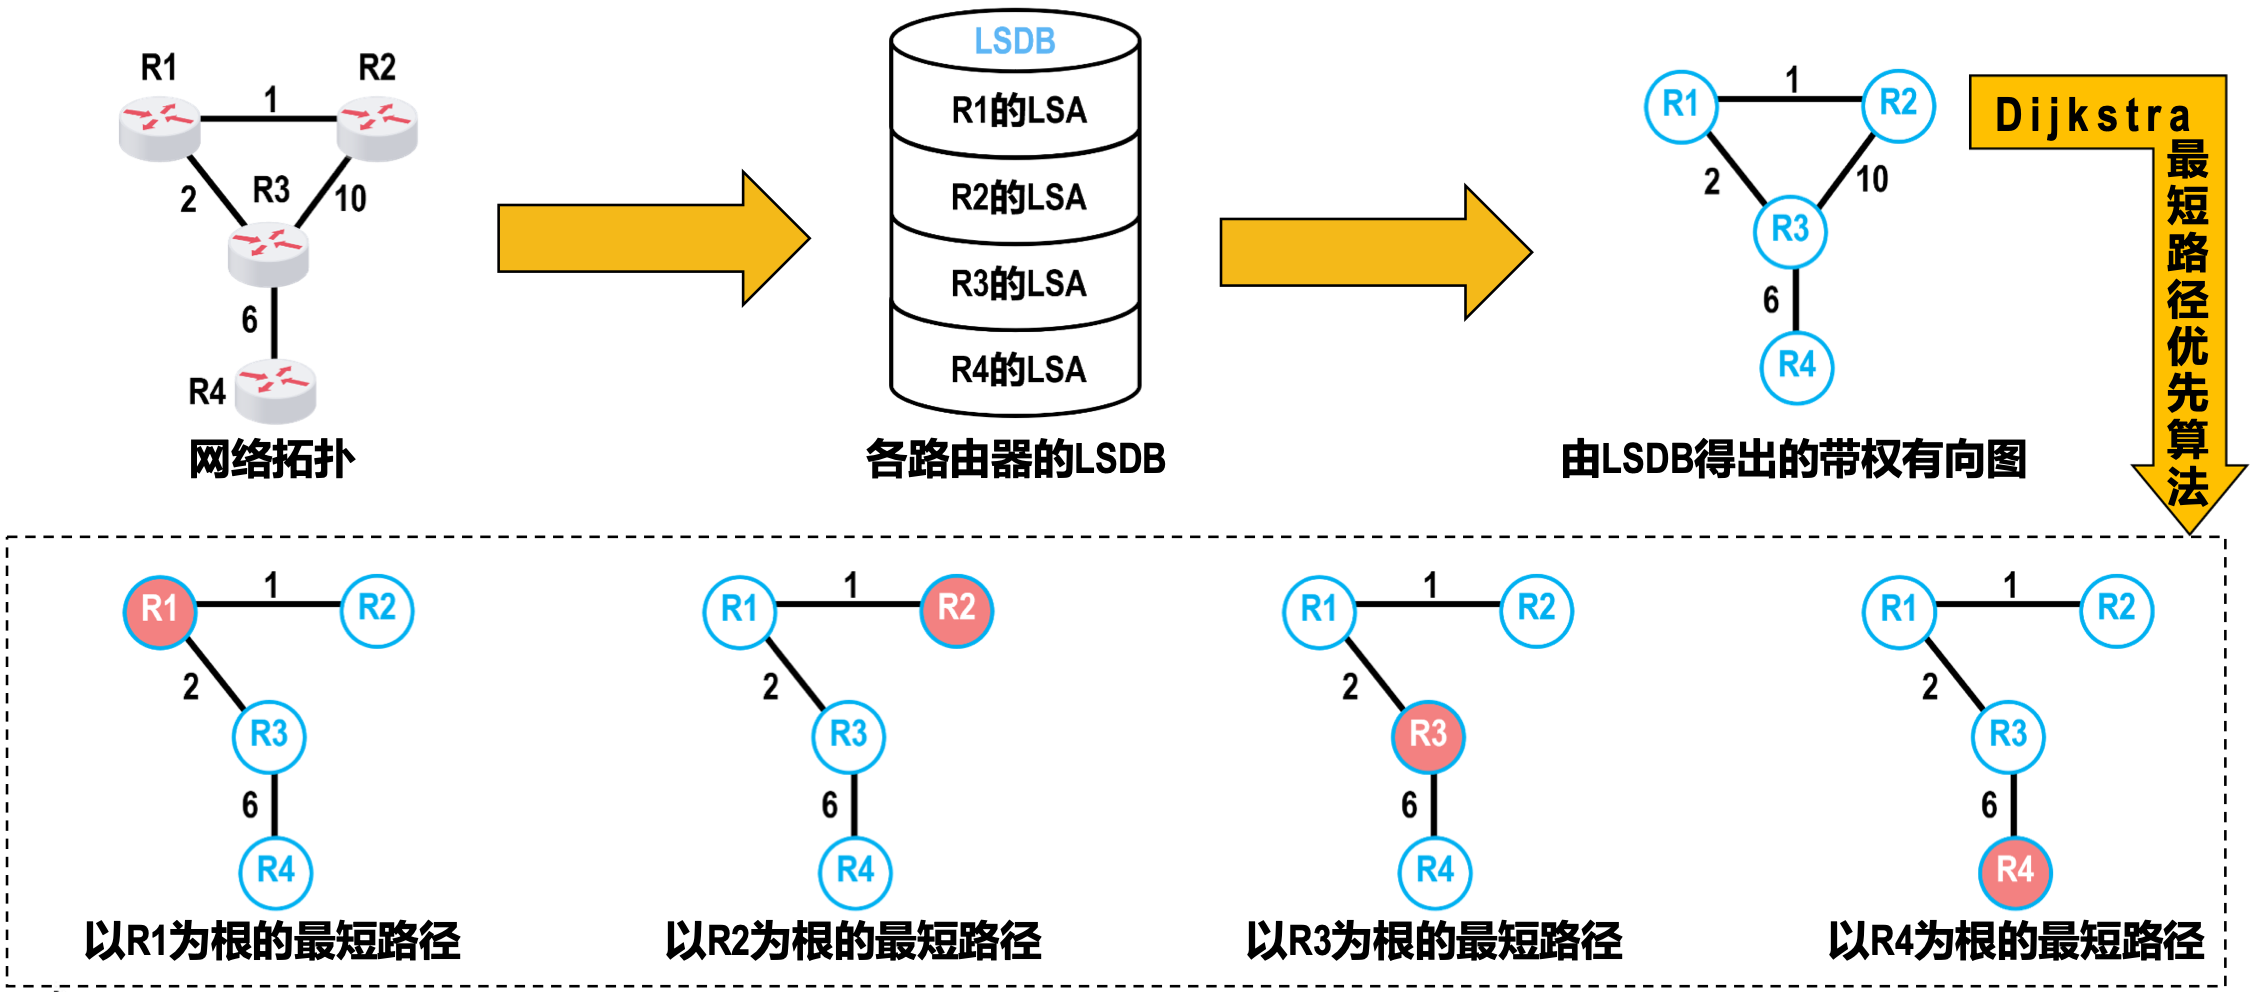 R1
R2
1
2
R3
10
6
R4
网络拓扑
LSDB
R1的LSA
R2的LSA
R3的LSA
R4的LSA
各路由器的LSDB
R1
1
R2
2
10
R3
6
R4
由LSDB得出的带权有向图
Dijkstra
最短路径优先算法
R1
1
R2
2
R3
6
R4
以R1为根的最短路径
R1
1
R2
2
R3
6
R4
以R2为根的最短路径
R1
1
R2
2
R3
6
R4
以R3为根的最短路径
R1
1
R2
2
R3
6
R4
以R4为根的最短路径